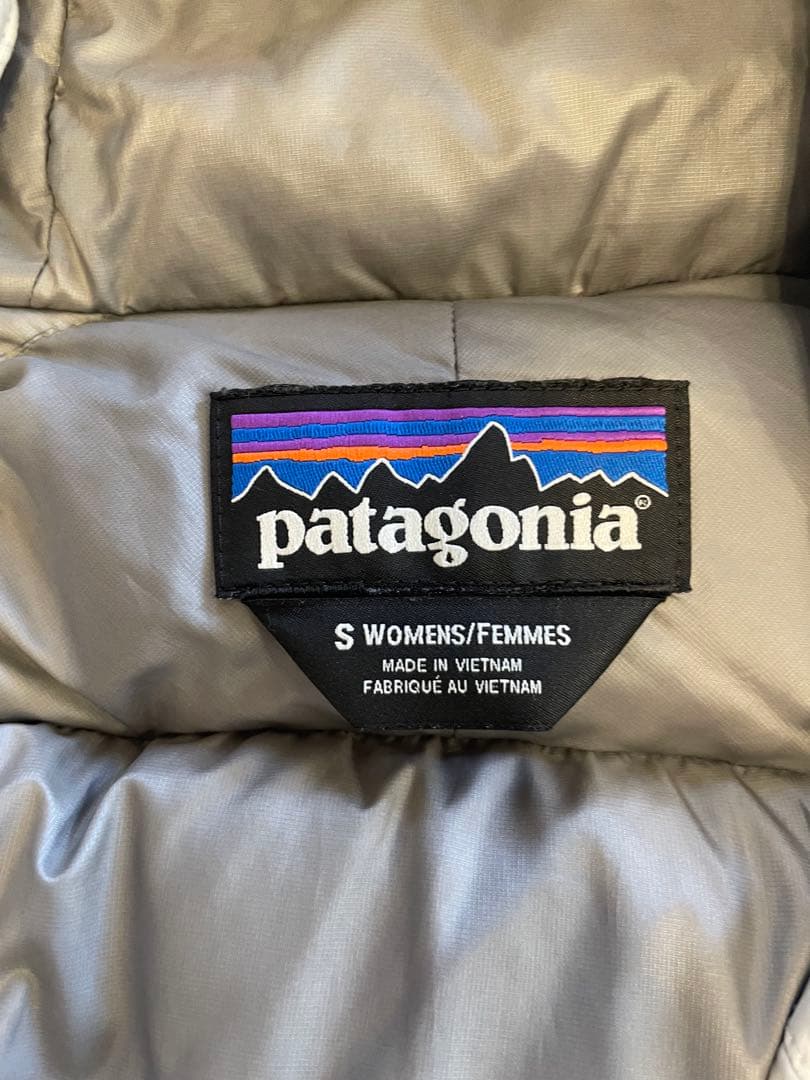 patagonia®
S WOMENS/FEMMES
MADE IN VIETNAM
FABRIQUÉ AU VIETNAM